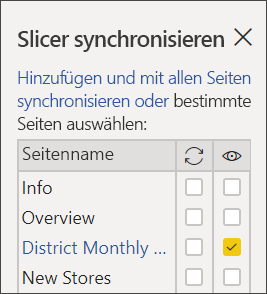 Slicer synchronisieren
Hinzufügen und mit allen Seiten
synchronisieren oder bestimmte
Seiten auswählen:
Seitenname
Info
Overview
District Monthly ...
New Stores